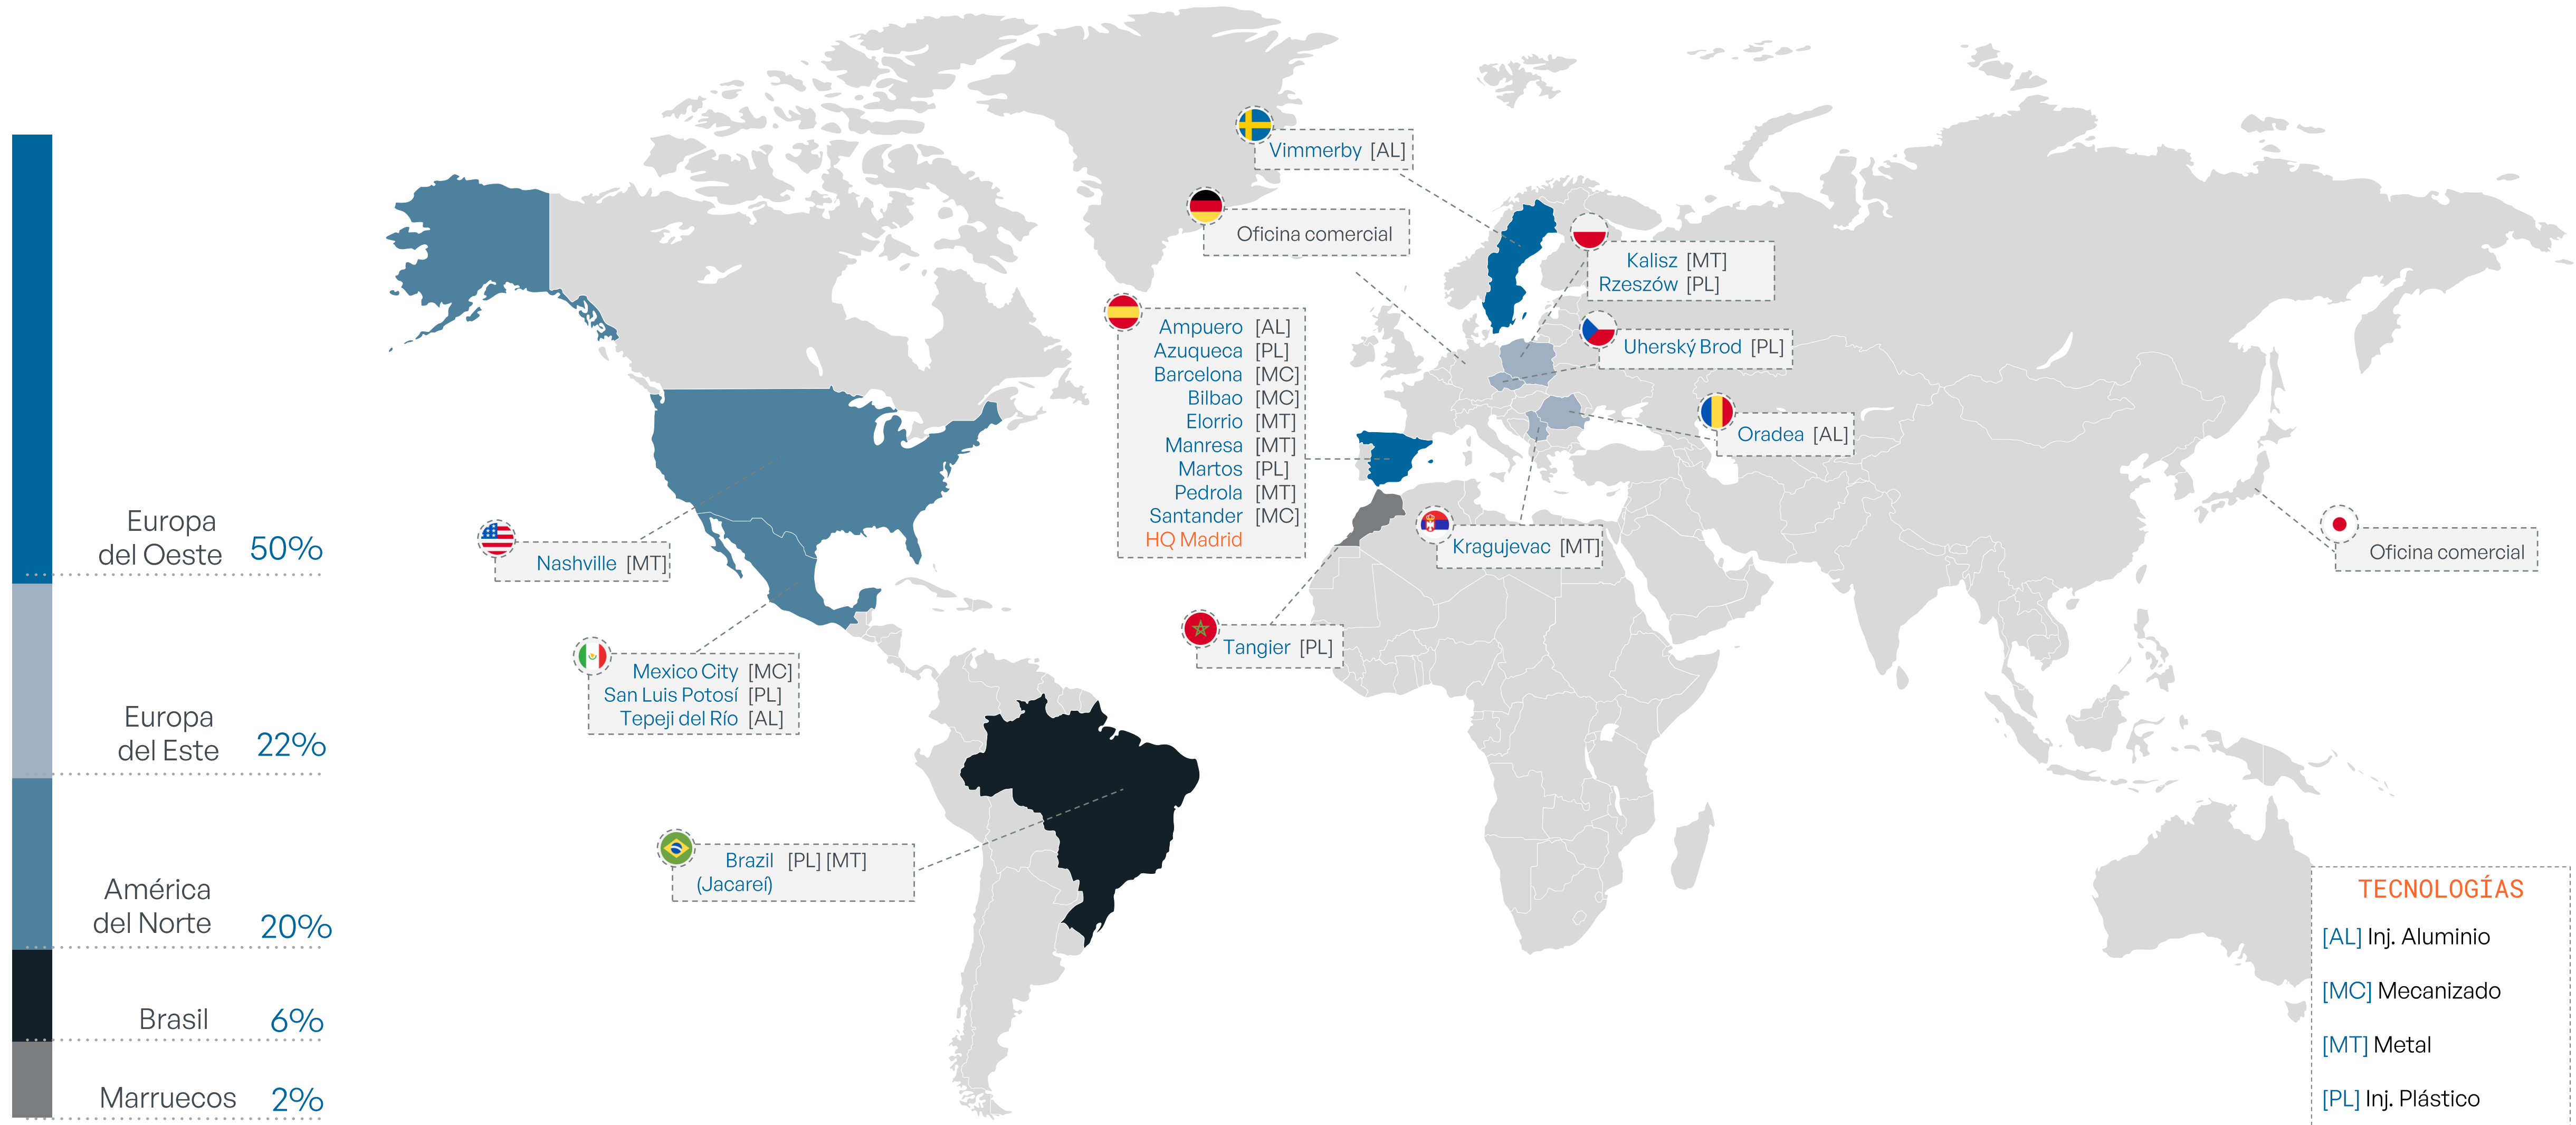 Europa
del Oeste 50%
Europa
del Este 22%
América
del Norte 20%
Brasil 6%
Marruecos 2%
Nashville [MT]
Mexico City [MC]
San Luis Potosí [PL]
Tepeji del Río [AL]
Brazil [PL] [MT]
(Jacareí)
Vimmerby [AL]
Oficina comercial
Ampuero [AL]
Azuqueca [PL]
Barcelona [MC]
Bilbao [MC]
Elorrio [MT]
Manresa [MT]
Martos [PL]
Pedrola [MT]
Santander [MC]
HQ Madrid
Tangier [PL]
Kalisz [MT]
Rzeszów [PL]
Uherský Brod [PL]
Oradea [AL]
Kragujevac [MT]
Oficina comercial
TECNOLOGÍAS
[AL] Inj. Aluminio
[MC] Mecanizado
[MT] Metal
[PL] Inj. Plástico